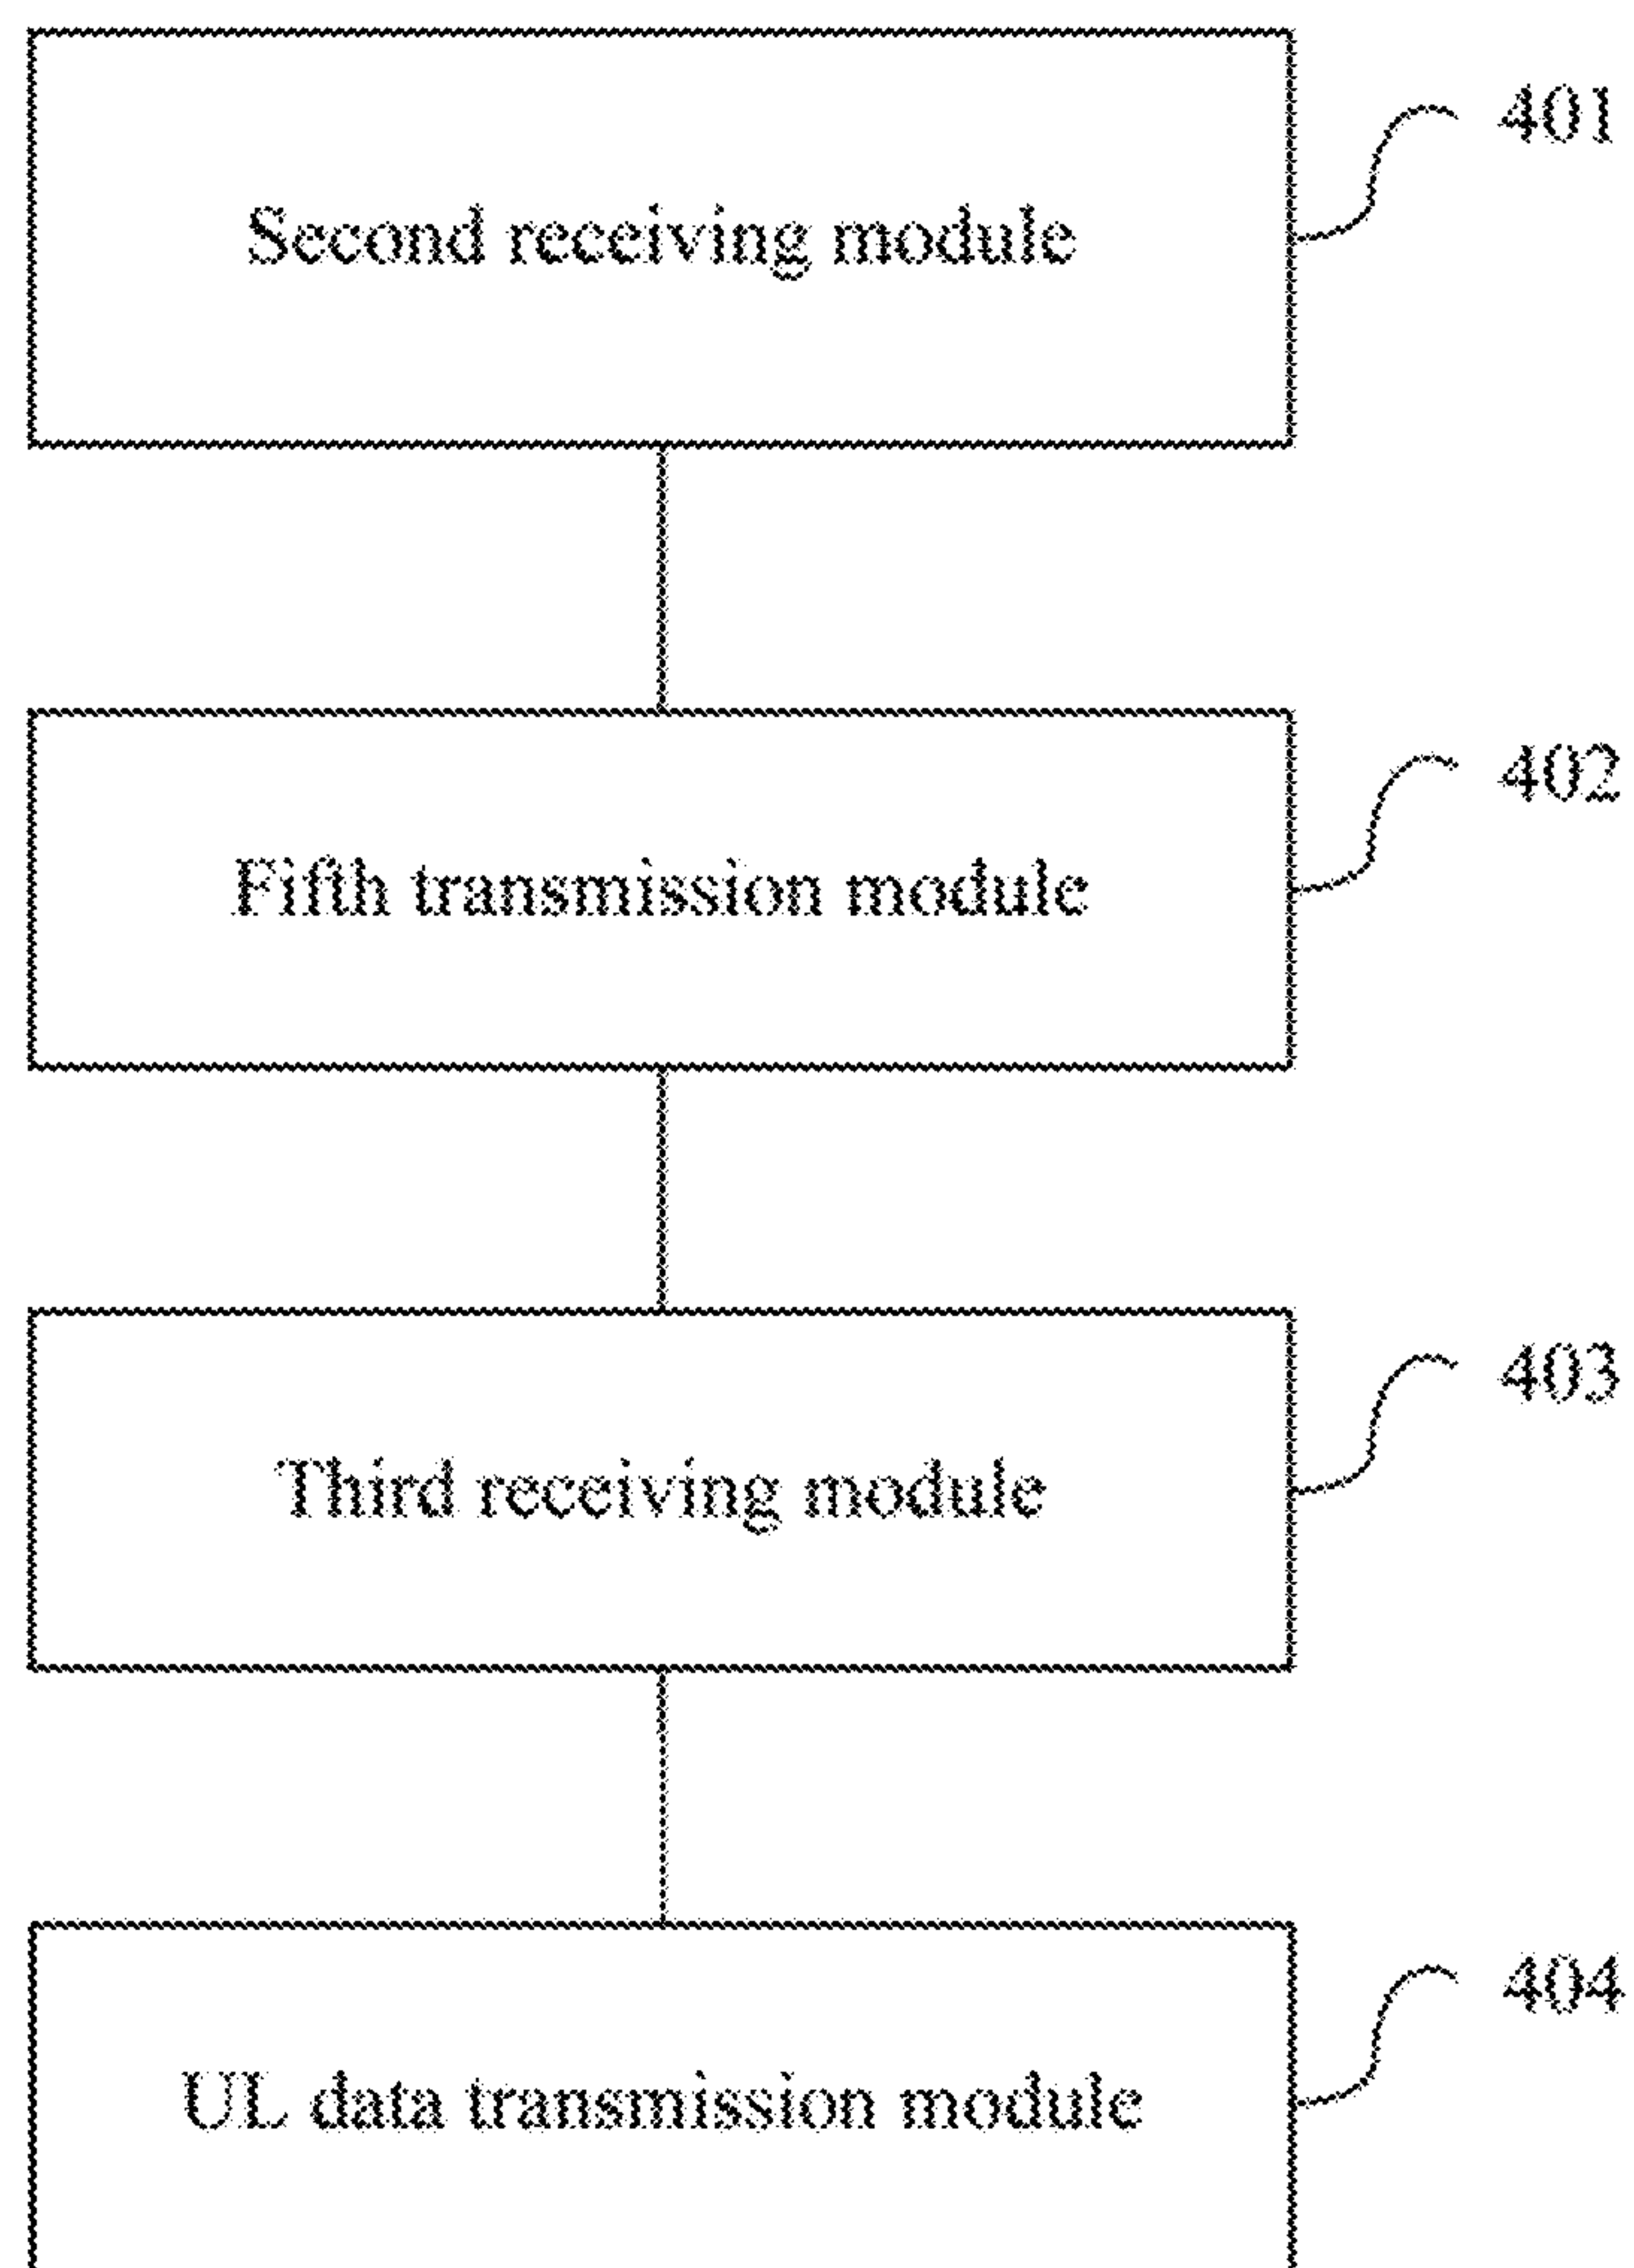 401
Second receiving module
402
Fifth transmission module
403
Third receiving module
404
UL data transmission module